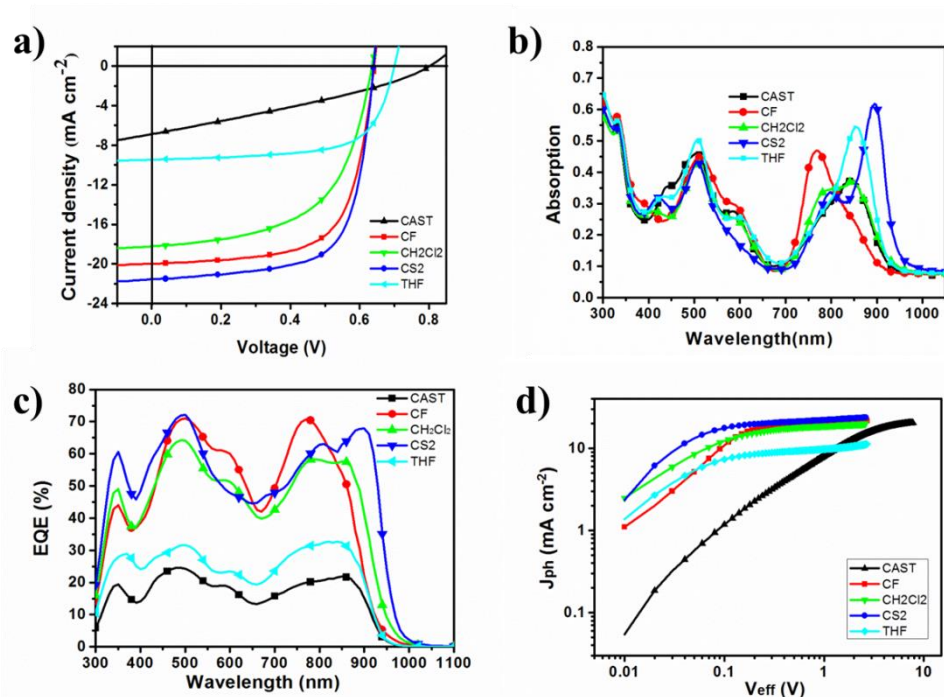 a)
Current density (mA cm⁻²)
0
-4
-8
-12
-16
-20
-24
0.0 0.2 0.4 0.6 0.8
Voltage (V)
CAST
CF
CH2Cl2
CS2
THF
b)
Absorption
0.9
0.8
0.7
0.6
0.5
0.4
0.3
0.2
0.1
0.0
300 400 500 600 700 800 900 1000
Wavelength(nm)
CAST
CF
CH2Cl2
CS2
THF
c)
EQE (%)
80
70
60
50
40
30
20
10
0
300 400 500 600 700 800 900 1000 1100
Wavelength (nm)
CAST
CF
CH₂Cl₂
CS2
THF
d)
Jₚₕ (mA cm⁻²)
10
1
0.1
0.01 0.1 1 10
V_eff (V)
CAST
CF
CH2Cl2
CS2
THF